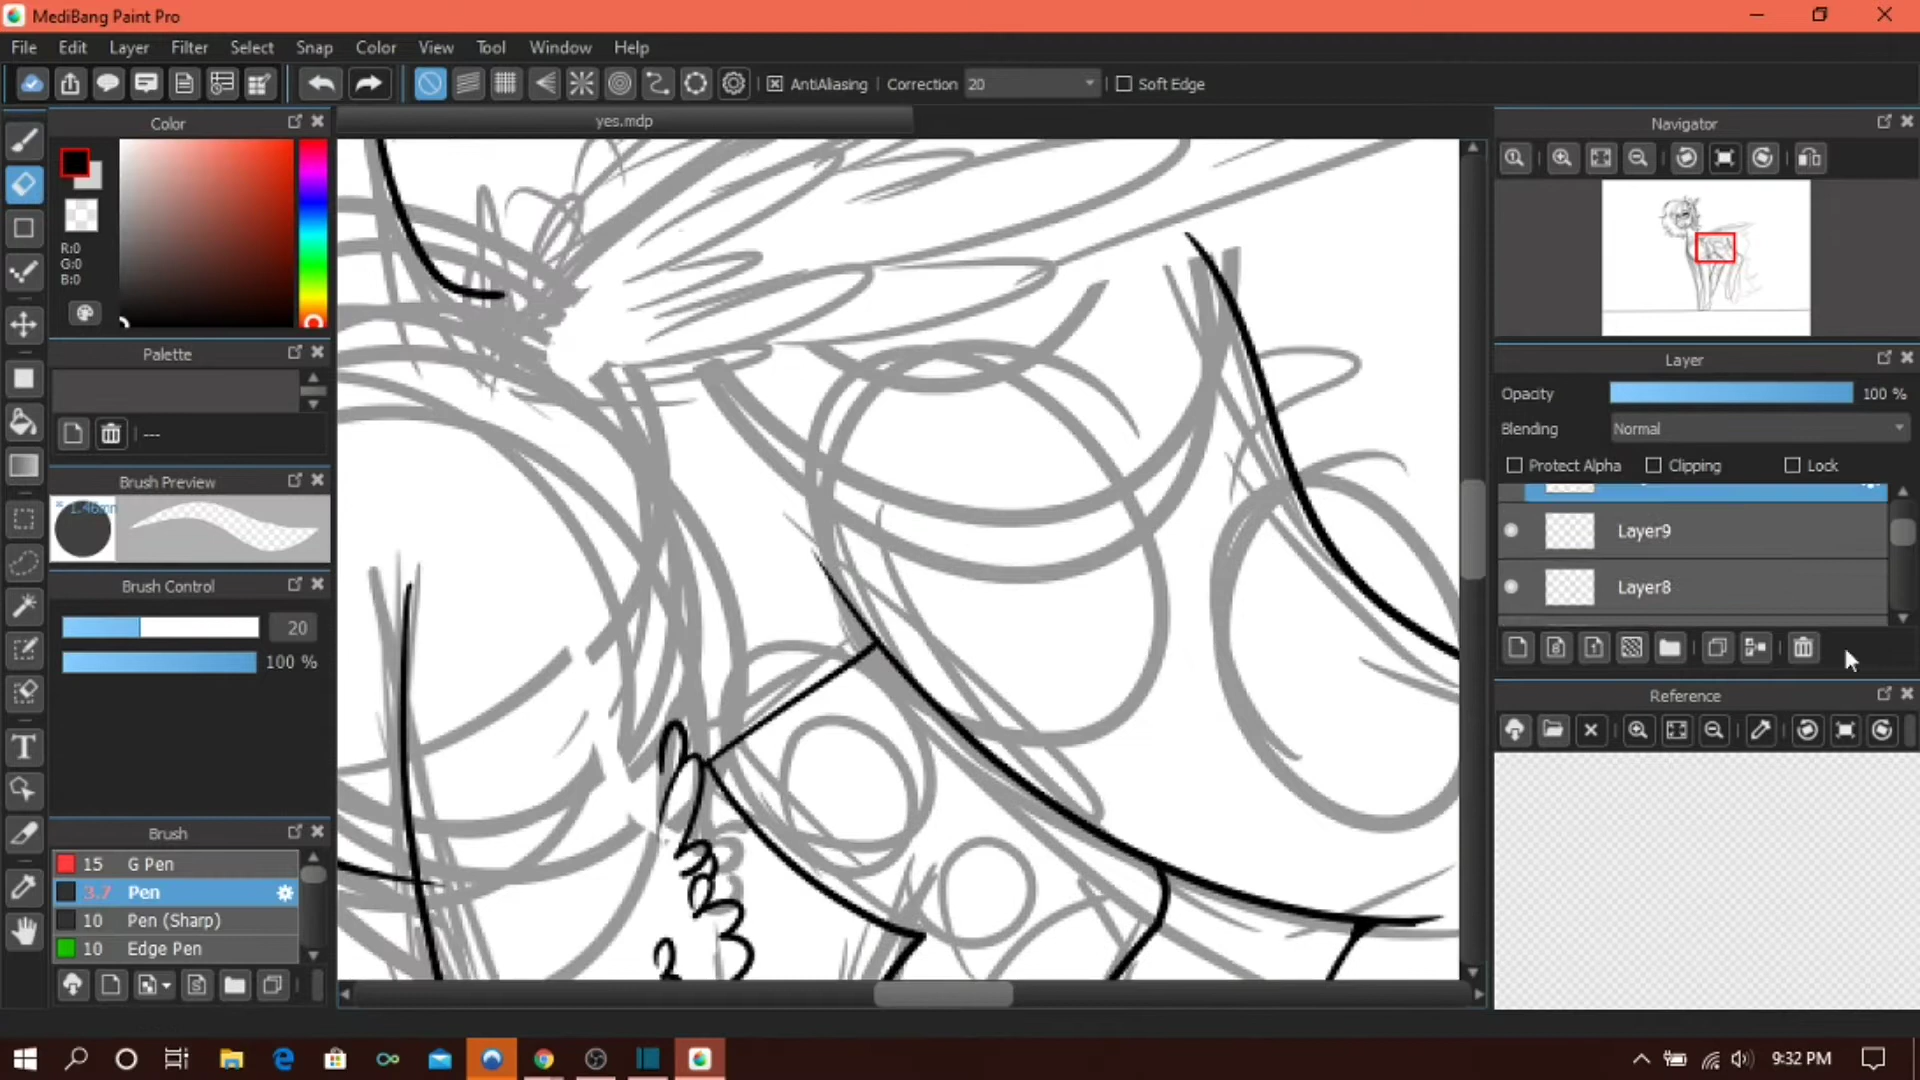 MediBang Paint Pro
File Edit Layer Filter Select Snap Color View Tool Window Help
AntiAliasing Correction 20 Soft Edge
yes.mdp
Color
R:0
G:0
B:0
Palette
---
Brush Preview
Brush Control
20
100 %
Brush
15 G Pen
3.7 Pen
10 Pen (Sharp)
10 Edge Pen
Navigator
Layer
Opacity 100 %
Blending Normal
Protect Alpha Clipping Lock
Layer9
Layer8
Reference
9:32 PM